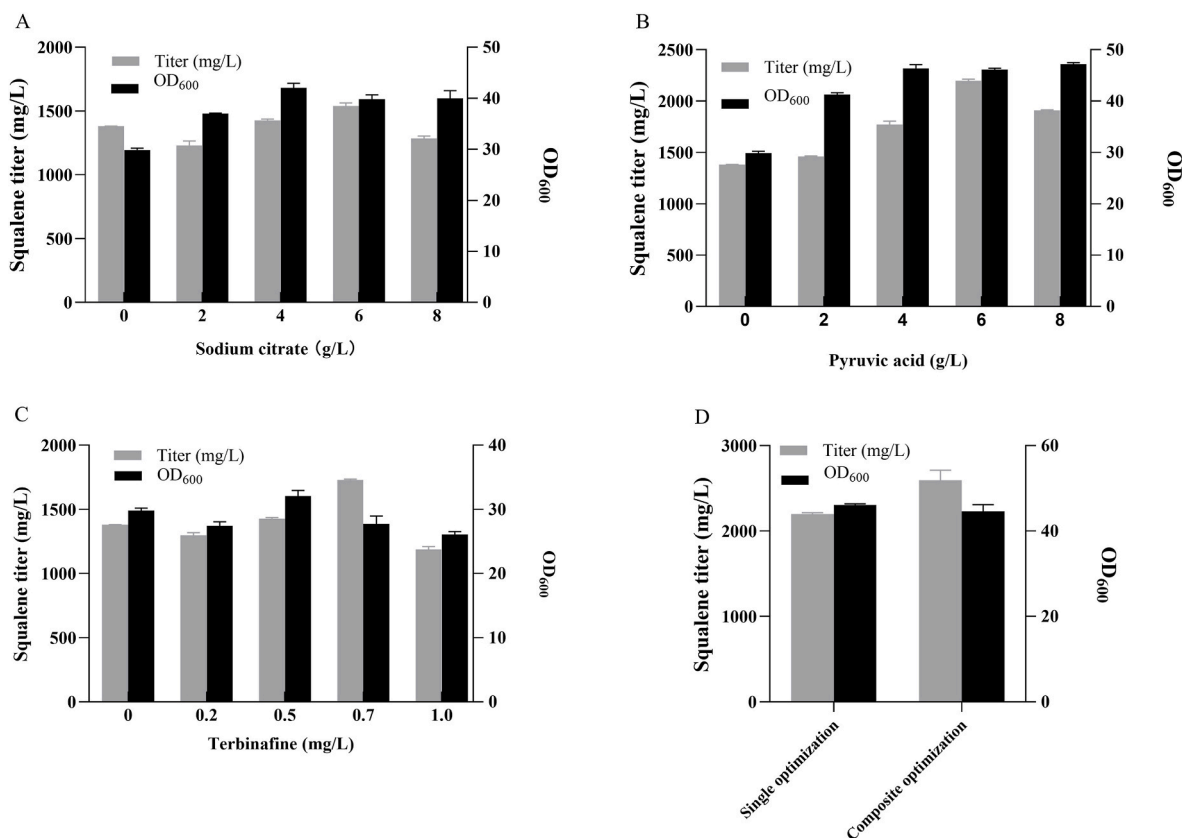 A
Squalene titer (mg/L)
2000
1500
1000
500
0
Titer (mg/L)
OD600
50
40
30
20
10
0
OD600
0 2 4 6 8
Sodium citrate (g/L)
B
Squalene titer (mg/L)
2500
2000
1500
1000
500
0
Titer (mg/L)
OD600
50
40
30
20
10
0
OD600
0 2 4 6 8
Pyruvic acid (g/L)
C
Squalene titer (mg/L)
2000
1500
1000
500
0
Titer (mg/L)
OD600
40
30
20
10
0
OD600
0 0.2 0.5 0.7 1.0
Terbinafine (mg/L)
D
Squalene titer (mg/L)
3000
2000
1000
0
Titer (mg/L)
OD600
60
40
20
0
OD600
Single optimization
Composite optimization